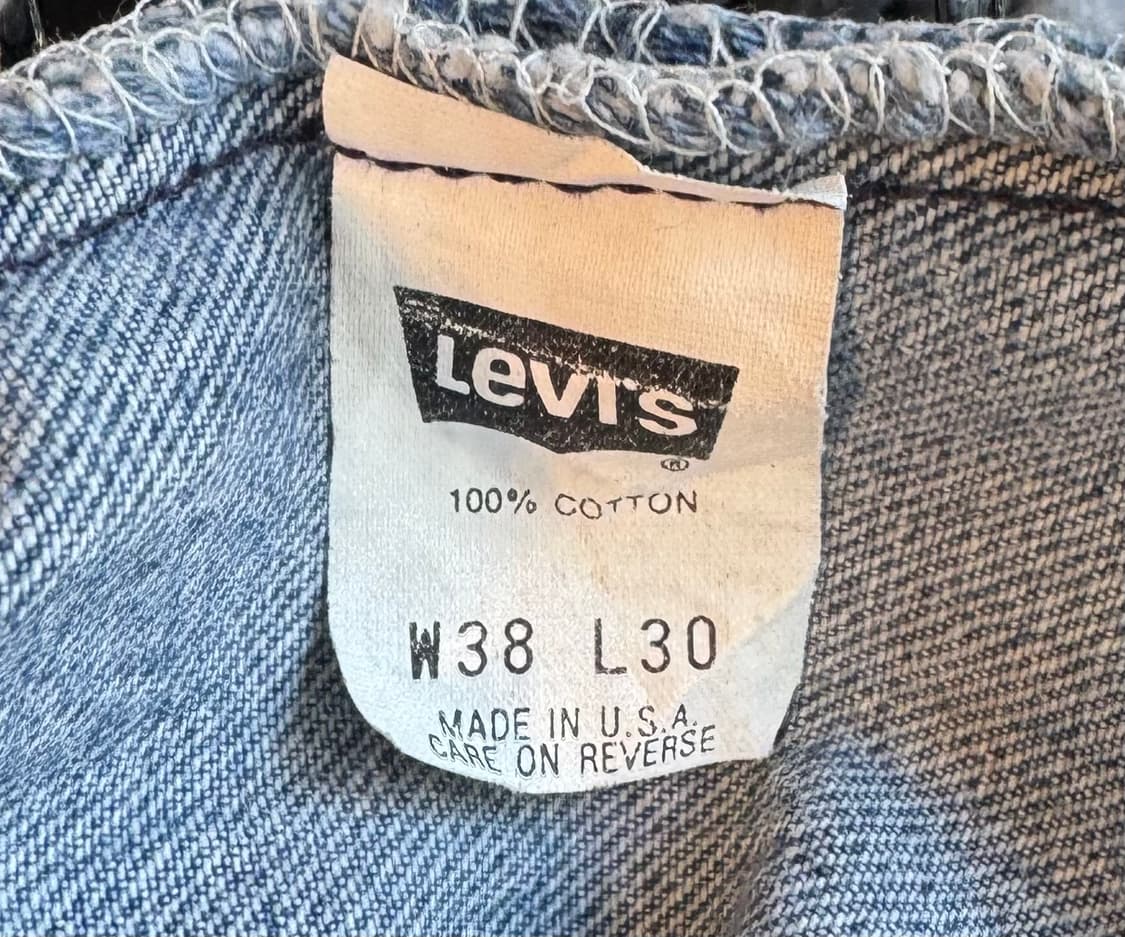 Levi's
®
100% COTTON
W38 L30
MADE IN U.S.A.
CARE ON REVERSE